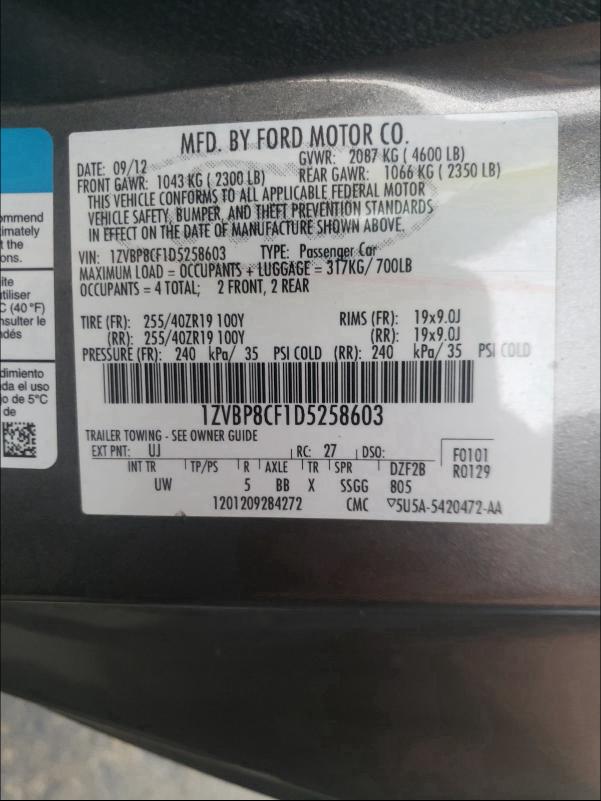 MFD. BY FORD MOTOR CO.
DATE: 09/12 GVWR: 2087 KG ( 4600 LB)
FRONT GAWR: 1043 KG ( 2300 LB) REAR GAWR: 1066 KG ( 2350 LB)
THIS VEHICLE CONFORMS TO ALL APPLICABLE FEDERAL MOTOR
VEHICLE SAFETY, BUMPER, AND THEFT PREVENTION STANDARDS
IN EFFECT ON THE DATE OF MANUFACTURE SHOWN ABOVE.
VIN: 1ZVBP8CF1D5258603 TYPE: Passenger Car
MAXIMUM LOAD = OCCUPANTS + LUGGAGE = 317KG/ 700LB
OCCUPANTS = 4 TOTAL; 2 FRONT, 2 REAR
TIRE (FR): 255/40ZR19 100Y RIMS (FR): 19x9.0J
(RR): 255/40ZR19 100Y (RR): 19x9.0J
PRESSURE (FR): 240 kPa/ 35 PSI COLD (RR): 240 kPa/ 35 PSI COLD
1ZVBP8CF1D5258603
TRAILER TOWING - SEE OWNER GUIDE
EXT PNT: UJ RC: 27 DSO: F0101
INT TR TP/PS R AXLE TR SPR DZF2B R0129
UW 5 BB X SSGG 805
1201209284272 CMC ▽5U5A-5420472-AA
ommend
timately
t the
ons.
ite
utiliser
C (40 °F)
nsulter le
ndés
dimiento
da el uso
o de 5°C
de